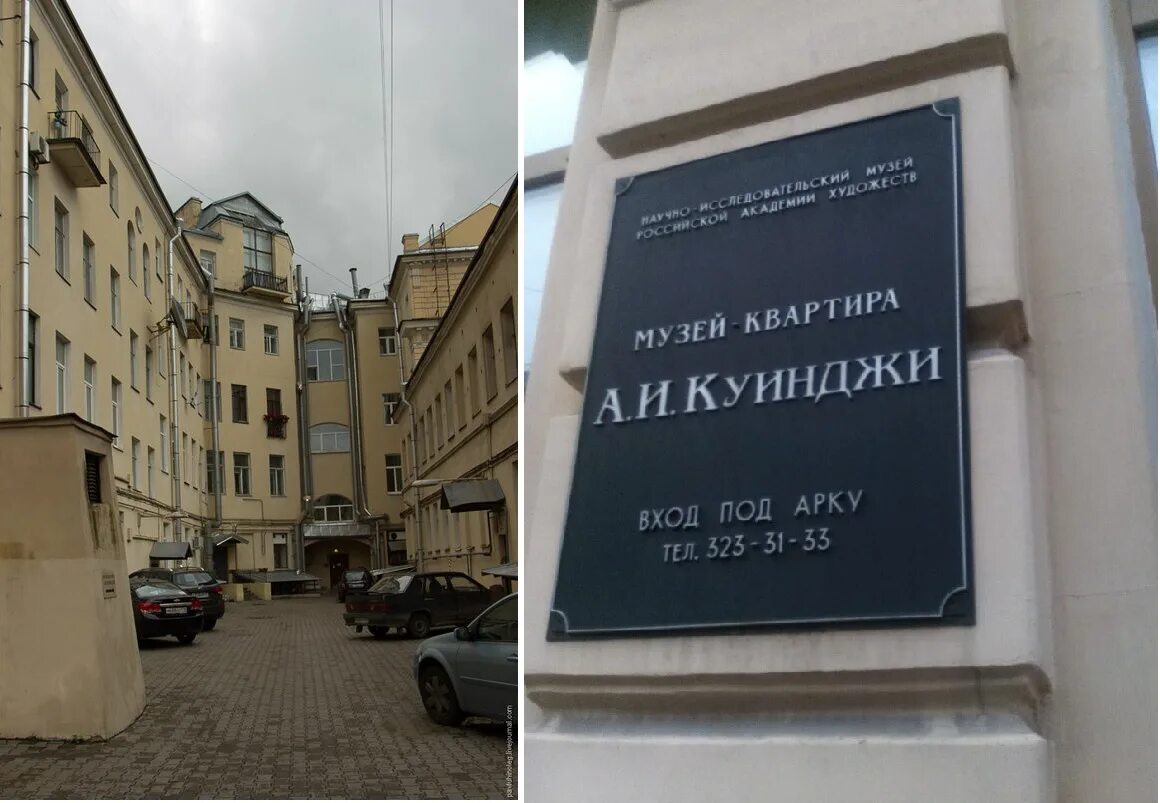 НАУЧНО-ИССЛЕДОВАТЕЛЬСКИЙ МУЗЕЙ
РОССИЙСКОЙ АКАДЕМИИ ХУДОЖЕСТВ
МУЗЕЙ-КВАРТИРА
А.И.КУИНДЖИ
ВХОД ПОД АРКУ
ТЕЛ. 323-31-33